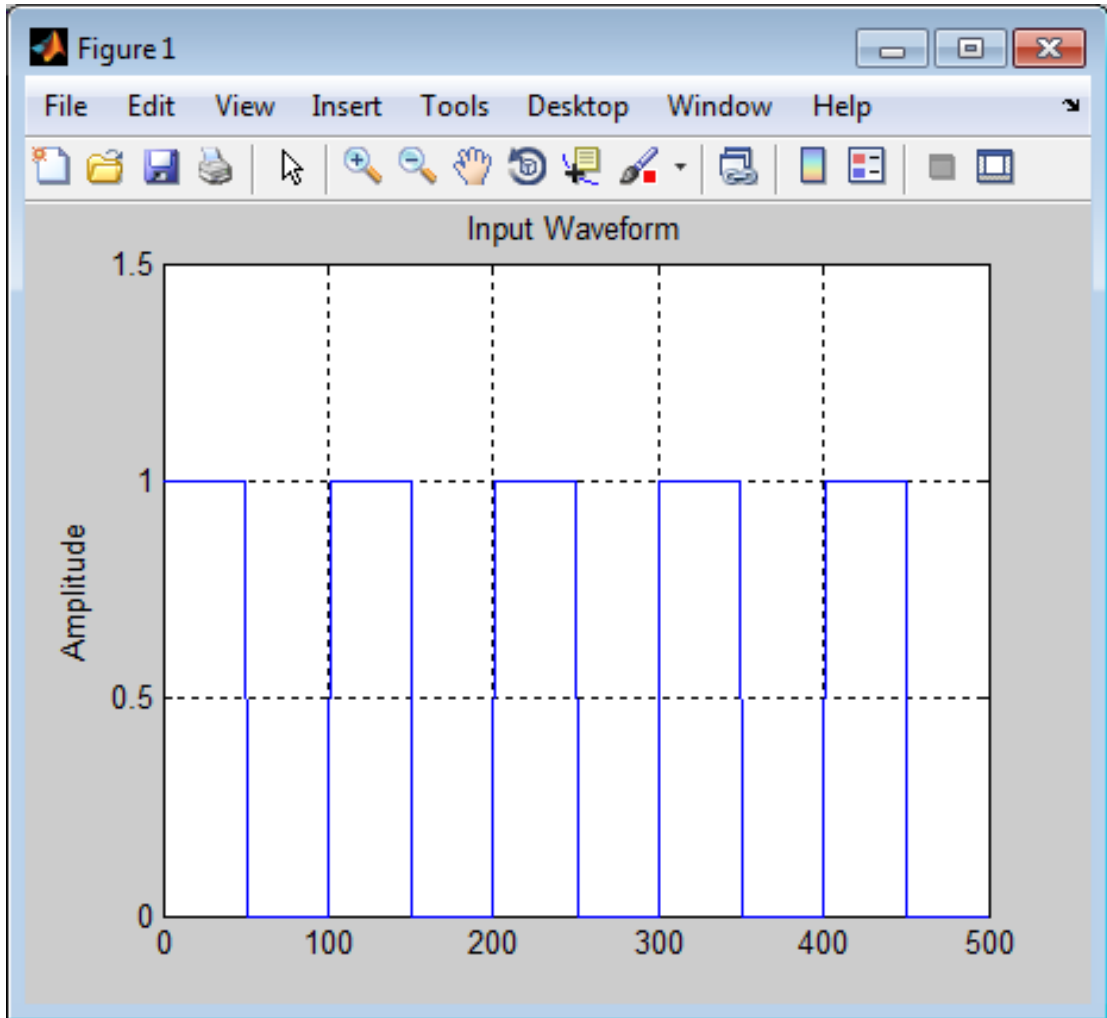 Figure 1
File Edit View Insert Tools Desktop Window Help
Input Waveform
1.5
1
0.5
0
Amplitude
0 100 200 300 400 500